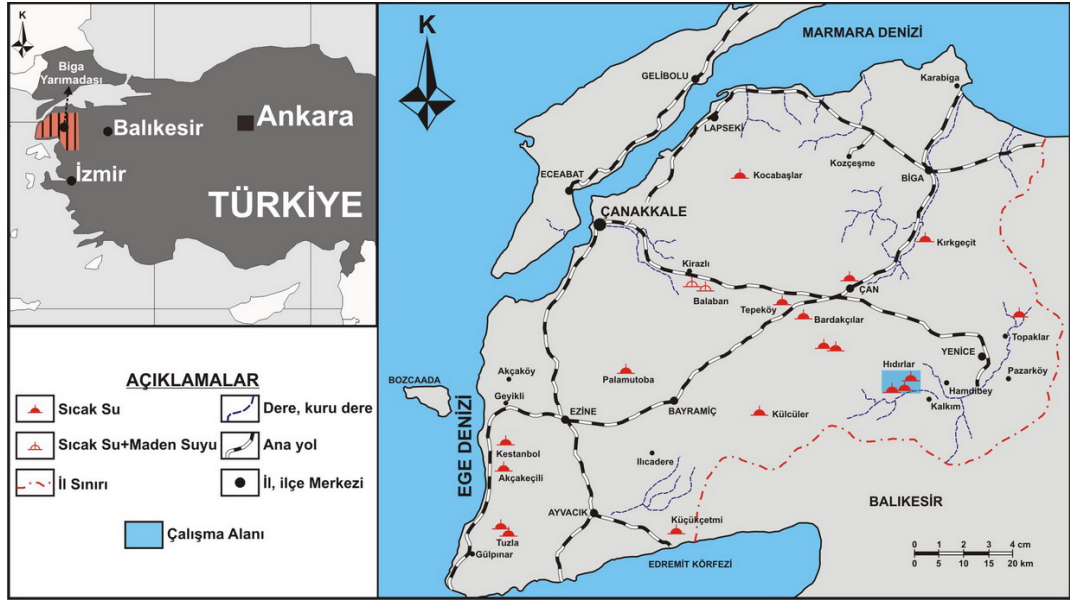 K
Biga
Yarımadası
Ankara
Balıkesir
İzmir
TÜRKİYE
AÇIKLAMALAR
Sıcak Su
Dere, kuru dere
Sıcak Su+Maden Suyu
Ana yol
İl Sınırı
İl, ilçe Merkezi
Çalışma Alanı
K
MARMARA DENİZİ
GELİBOLU
Karabiga
LAPSEKİ
Kozçeşme
ECEABAT
Kocabaşlar
BİGA
ÇANAKKALE
Kırkgeçit
Kirazlı
Balaban
ÇAN
Tepeköy
Bardakçılar
Topaklar
YENİCE
BOZCAADA
Akçaköy
Palamutoba
Hıdırlar
Pazarköy
Hamdibey
Geyikli
Kalkım
EZİNE
BAYRAMİÇ
Külcüler
EGE DENİZİ
Kestanbol
Ilıcadere
Akçakeçili
BALIKESİR
AYVACIK
Küçükçetmi
Tuzla
Gülpınar
EDREMİT KÖRFEZİ
0 1 2 3 4 cm
0 5 10 15 20 km